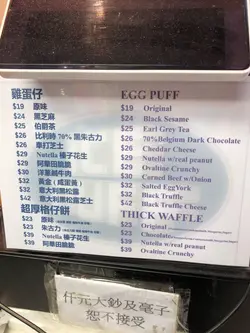 雞蛋仔
$19 原味
$24 黑芝麻
$25 伯爵茶
$26 比利時 70% 黑朱古力
$26 車打芝士
$29 Nutella 榛子花生
$29 阿華田脆脆
$30 洋蔥鹹牛肉
$32 黃金(咸蛋黃)
$32 意大利黑松露
$42 意大利黑松露芝士
超厚格仔餅
$23 原味
$23 朱古力
$39 Nutella 榛子花生
$39 阿華田脆脆
EGG PUFF
$19 Original
$24 Black Sesame
$25 Earl Grey Tea
$26 70%Belgium Dark Chocolate
$26 Cheddar Cheese
$29 Nutella w/real peanut
$29 Ovaltine Crunchy
$30 Corned Beef w/Onion
$32 Salted EggYork
$32 Black Truffle
$42 Black Truffle Cheese
THICK WAFFLE
$23 Original
$23 Chocolate
$39 Nutella w/real peanut
$39 Ovaltine Crunchy
仟元大鈔及毫子
恕不接受